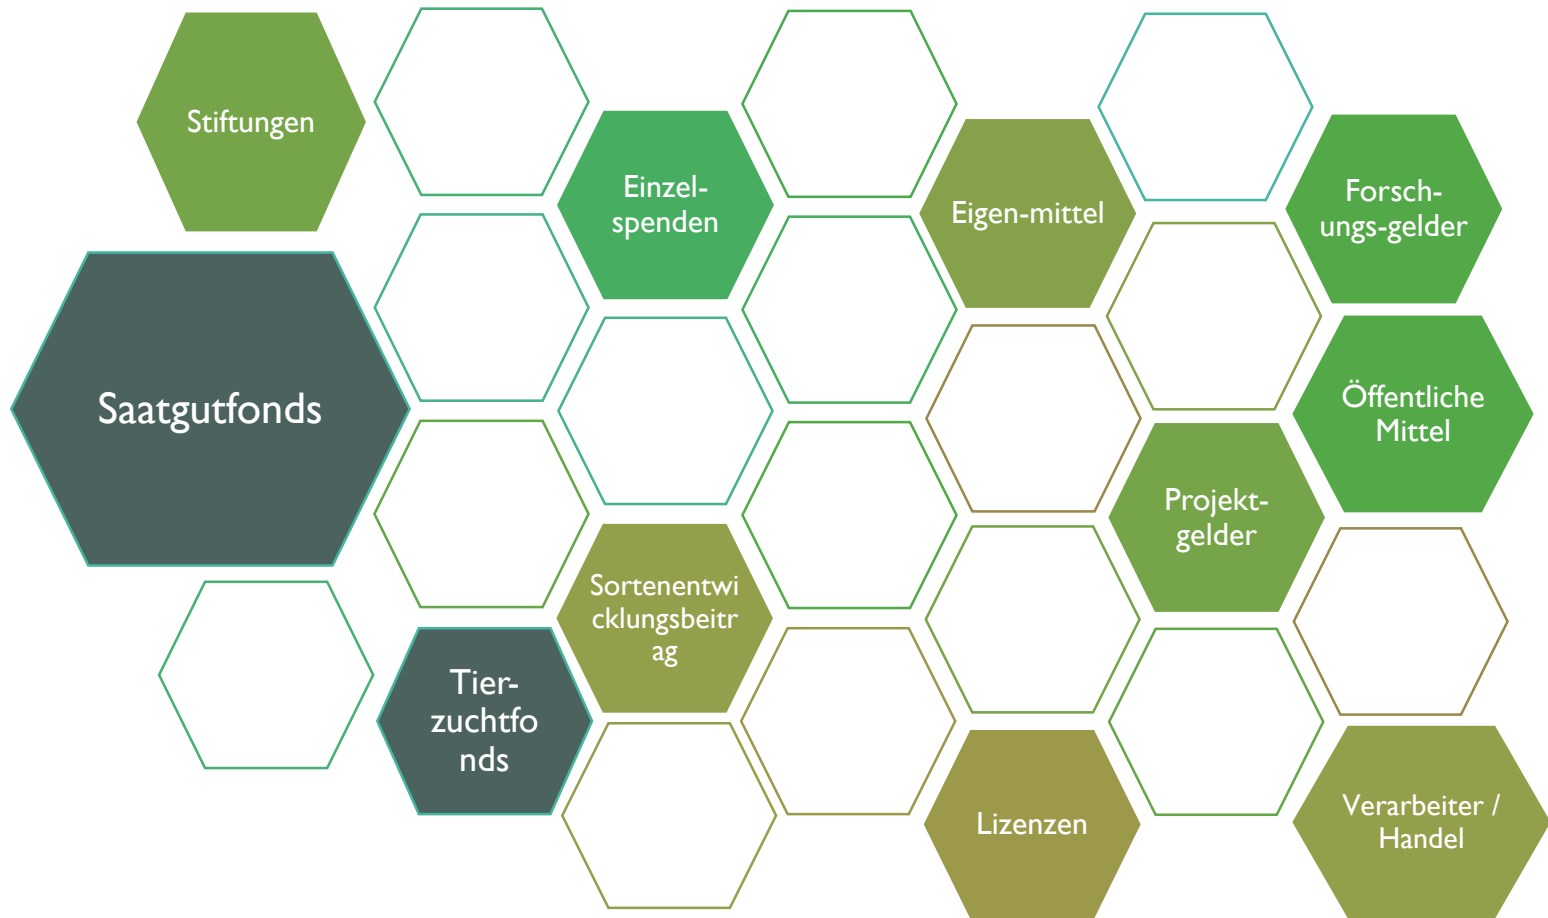 Stiftungen
Einzel-
spenden
Eigen-mittel
Forsch-
ungs-gelder
Saatgutfonds
Öffentliche
Mittel
Projekt-
gelder
Sortenentwi
cklungsbeitr
ag
Tier-
zuchtfo
nds
Lizenzen
Verarbeiter /
Handel